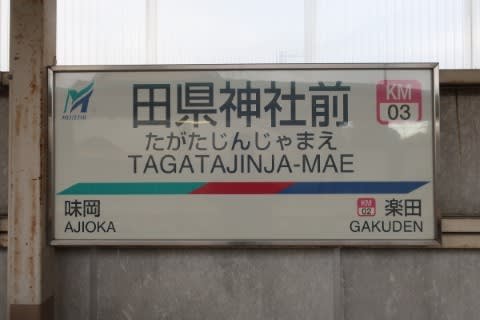 MEITETSU
田県神社前
KM
03
たがたじんじゃまえ
TAGATAJINJA-MAE
味岡
AJIOKA
KM
02
楽田
GAKUDEN